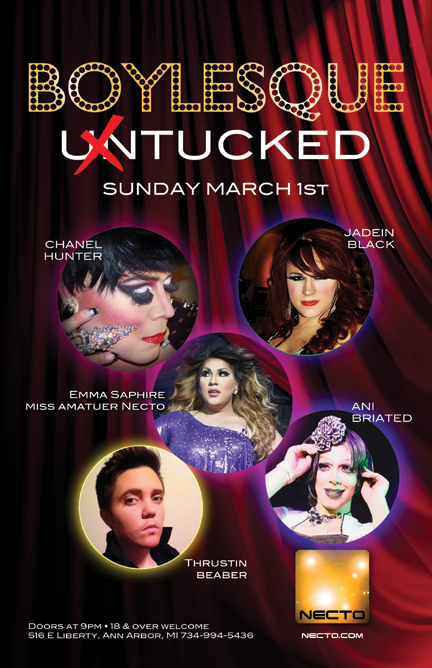 BOYLESQUE
UNTUCKED
SUNDAY MARCH 1ST
CHANEL
HUNTER
JADEIN
BLACK
EMMA SAPHIRE
MISS AMATUER NECTO
ANI
BRIATED
THRUSTIN
BEABER
NECTO
NECTO.COM
DOORS AT 9PM • 18 & OVER WELCOME
516 E LIBERTY, ANN ARBOR, MI 734-994-5436